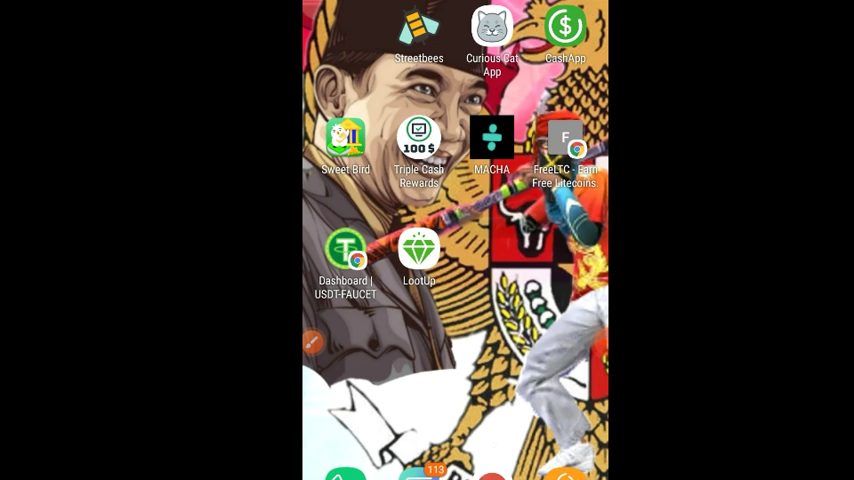 Streetbees
Curious Cat
App
CashApp
100 $
F
Sweet Bird
Triple Cash
Rewards
MACHA
FreeLTC - Earn
Free Litecoins
Dashboard |
USDT-FAUCET
LootUp
113